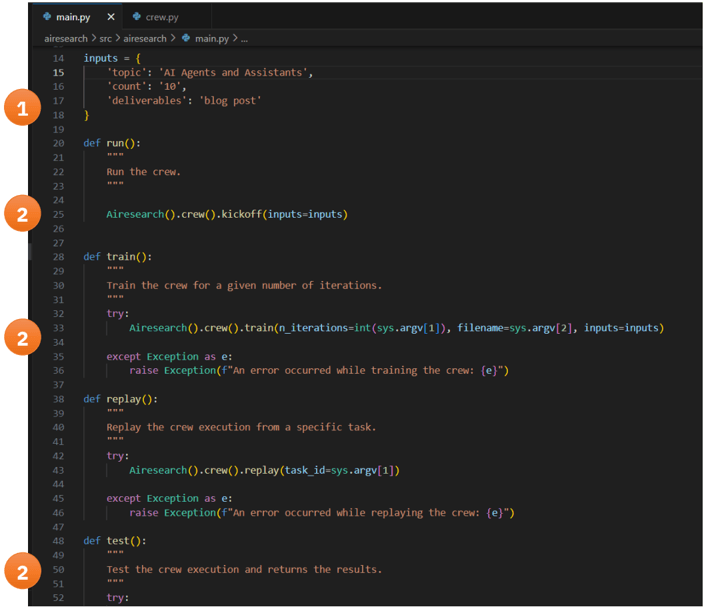 main.py × crew.py
airesearch > src > airesearch > main.py > ...
14 inputs = {
15 'topic': 'AI Agents and Assistants',
16 'count': '10',
17 'deliverables': 'blog post'
1
18 }
19
20 def run():
21 """
22 Run the crew.
23 """
24
2
25 Airesearch().crew().kickoff(inputs=inputs)
26
27
28 def train():
29 """
30 Train the crew for a given number of iterations.
31 """
32 try:
2
33 Airesearch().crew().train(n_iterations=int(sys.argv[1]), filename=sys.argv[2], inputs=inputs)
34
35 except Exception as e:
36 raise Exception(f"An error occurred while training the crew: {e}")
37
38 def replay():
39 """
40 Replay the crew execution from a specific task.
41 """
42 try:
43 Airesearch().crew().replay(task_id=sys.argv[1])
44
45 except Exception as e:
46 raise Exception(f"An error occurred while replaying the crew: {e}")
47
48 def test():
49 """
2
50 Test the crew execution and returns the results.
51 """
52 try: